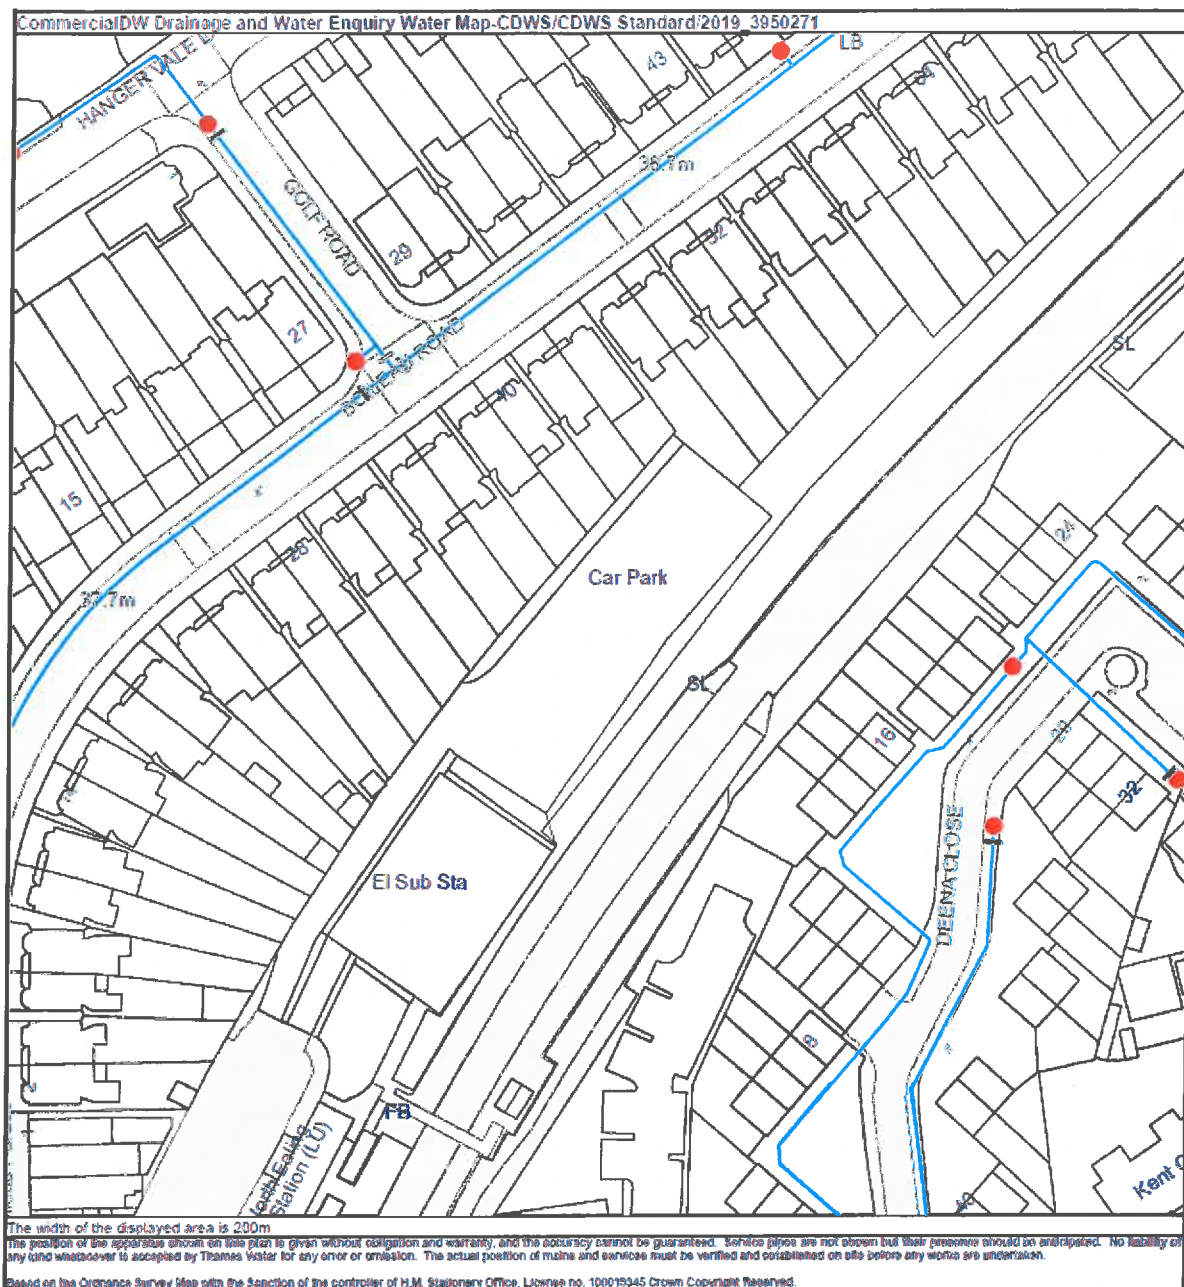 CommercialDW Drainage and Water Enquiry Water Map-CDWS/CDWS Standard/2019_3950271
LB
HANGER VALE
43
34
36.7m
GOLF ROAD
29
32
27
ROAD
SL
40
15
28
24
Car Park
37.7m
SL
16
28
32
DEENA CLOSE
El Sub Sta
8
2
FB
North Ealing
Station (LU)
Kent
40
The width of the displayed area is 200m
The position of the apparatus shown on this plan is given without obligation and warranty, and the accuracy cannot be guaranteed. Service pipes are not shown but their presence should be anticipated. No liability of
any kind whatsoever is accepted by Thames Water for any error or omission. The actual position of mains and services must be verified and established on site before any works are undertaken.
Based on the Ordnance Survey Map with the Sanction of the controller of H.M. Stationery Office, License no. 100019345 Crown Copyright Reserved.